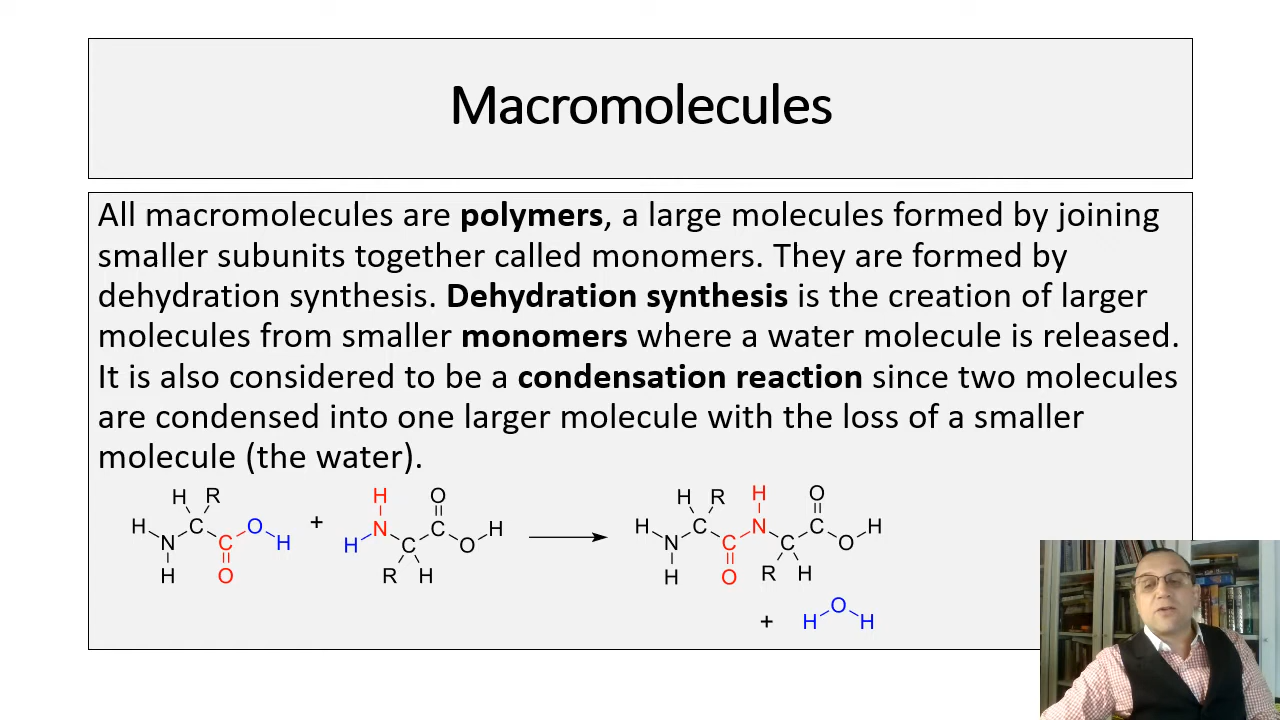 Macromolecules
All macromolecules are polymers, a large molecules formed by joining
smaller subunits together called monomers. They are formed by
dehydration synthesis. Dehydration synthesis is the creation of larger
molecules from smaller monomers where a water molecule is released.
It is also considered to be a condensation reaction since two molecules
are condensed into one larger molecule with the loss of a smaller
molecule (the water).
H R H O H R H O
H N C C O H + H N C C O H H N C C N C C O H
H O R H H O R H
+ H O H